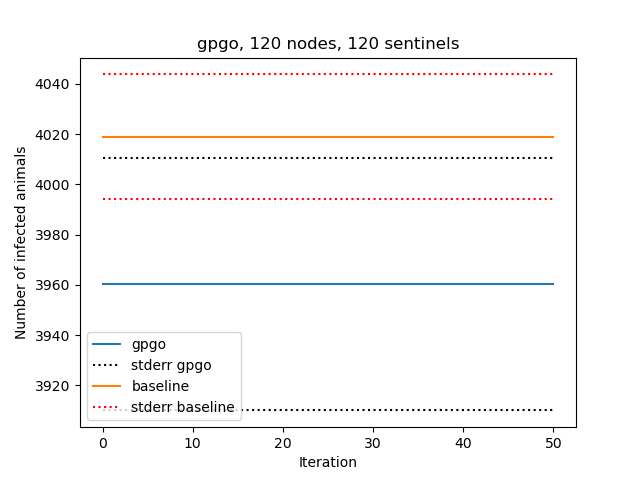 gpgo, 120 nodes, 120 sentinels
Number of infected animals
4040
4020
4000
3980
3960
3940
3920
gpgo
stderr gpgo
baseline
stderr baseline
0 10 20 30 40 50
Iteration